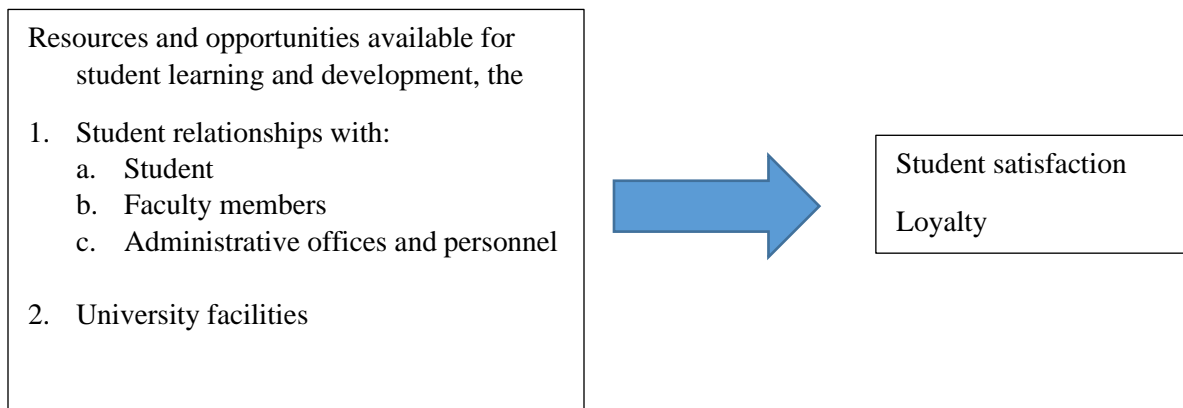 Resources and opportunities available for
student learning and development, the
1. Student relationships with:
a. Student
b. Faculty members
c. Administrative offices and personnel
2. University facilities
Student satisfaction
Loyalty